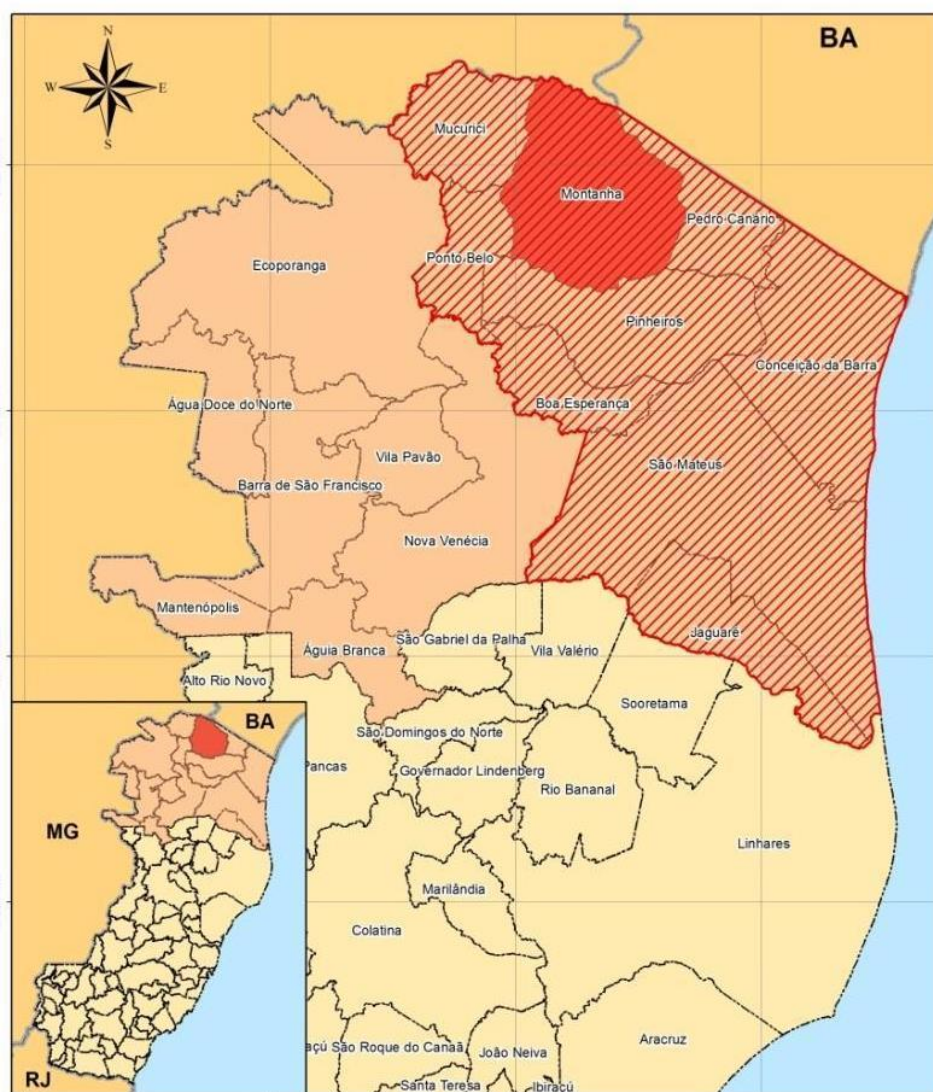 BA
N
W
E
S
Mucurici
Montanha
Pedro Canário
Ecoporanga
Ponto Belo
Pinheiros
Conceição da Barra
Água Doce do Norte
Boa Esperança
Vila Pavão
São Mateus
Barra de São Francisco
Nova Venécia
Mantenópolis
São Gabriel da Palha
Jaguaré
Águia Branca
Vila Valério
Alto Rio Novo
Sooretama
BA
São Domingos do Norte
Pancas
Governador Lindenberg
Rio Bananal
MG
Linhares
Marilândia
Colatina
Aracruz
açú São Roque do Canaã
João Neiva
RJ
Santa Teresa
Ibiraçu